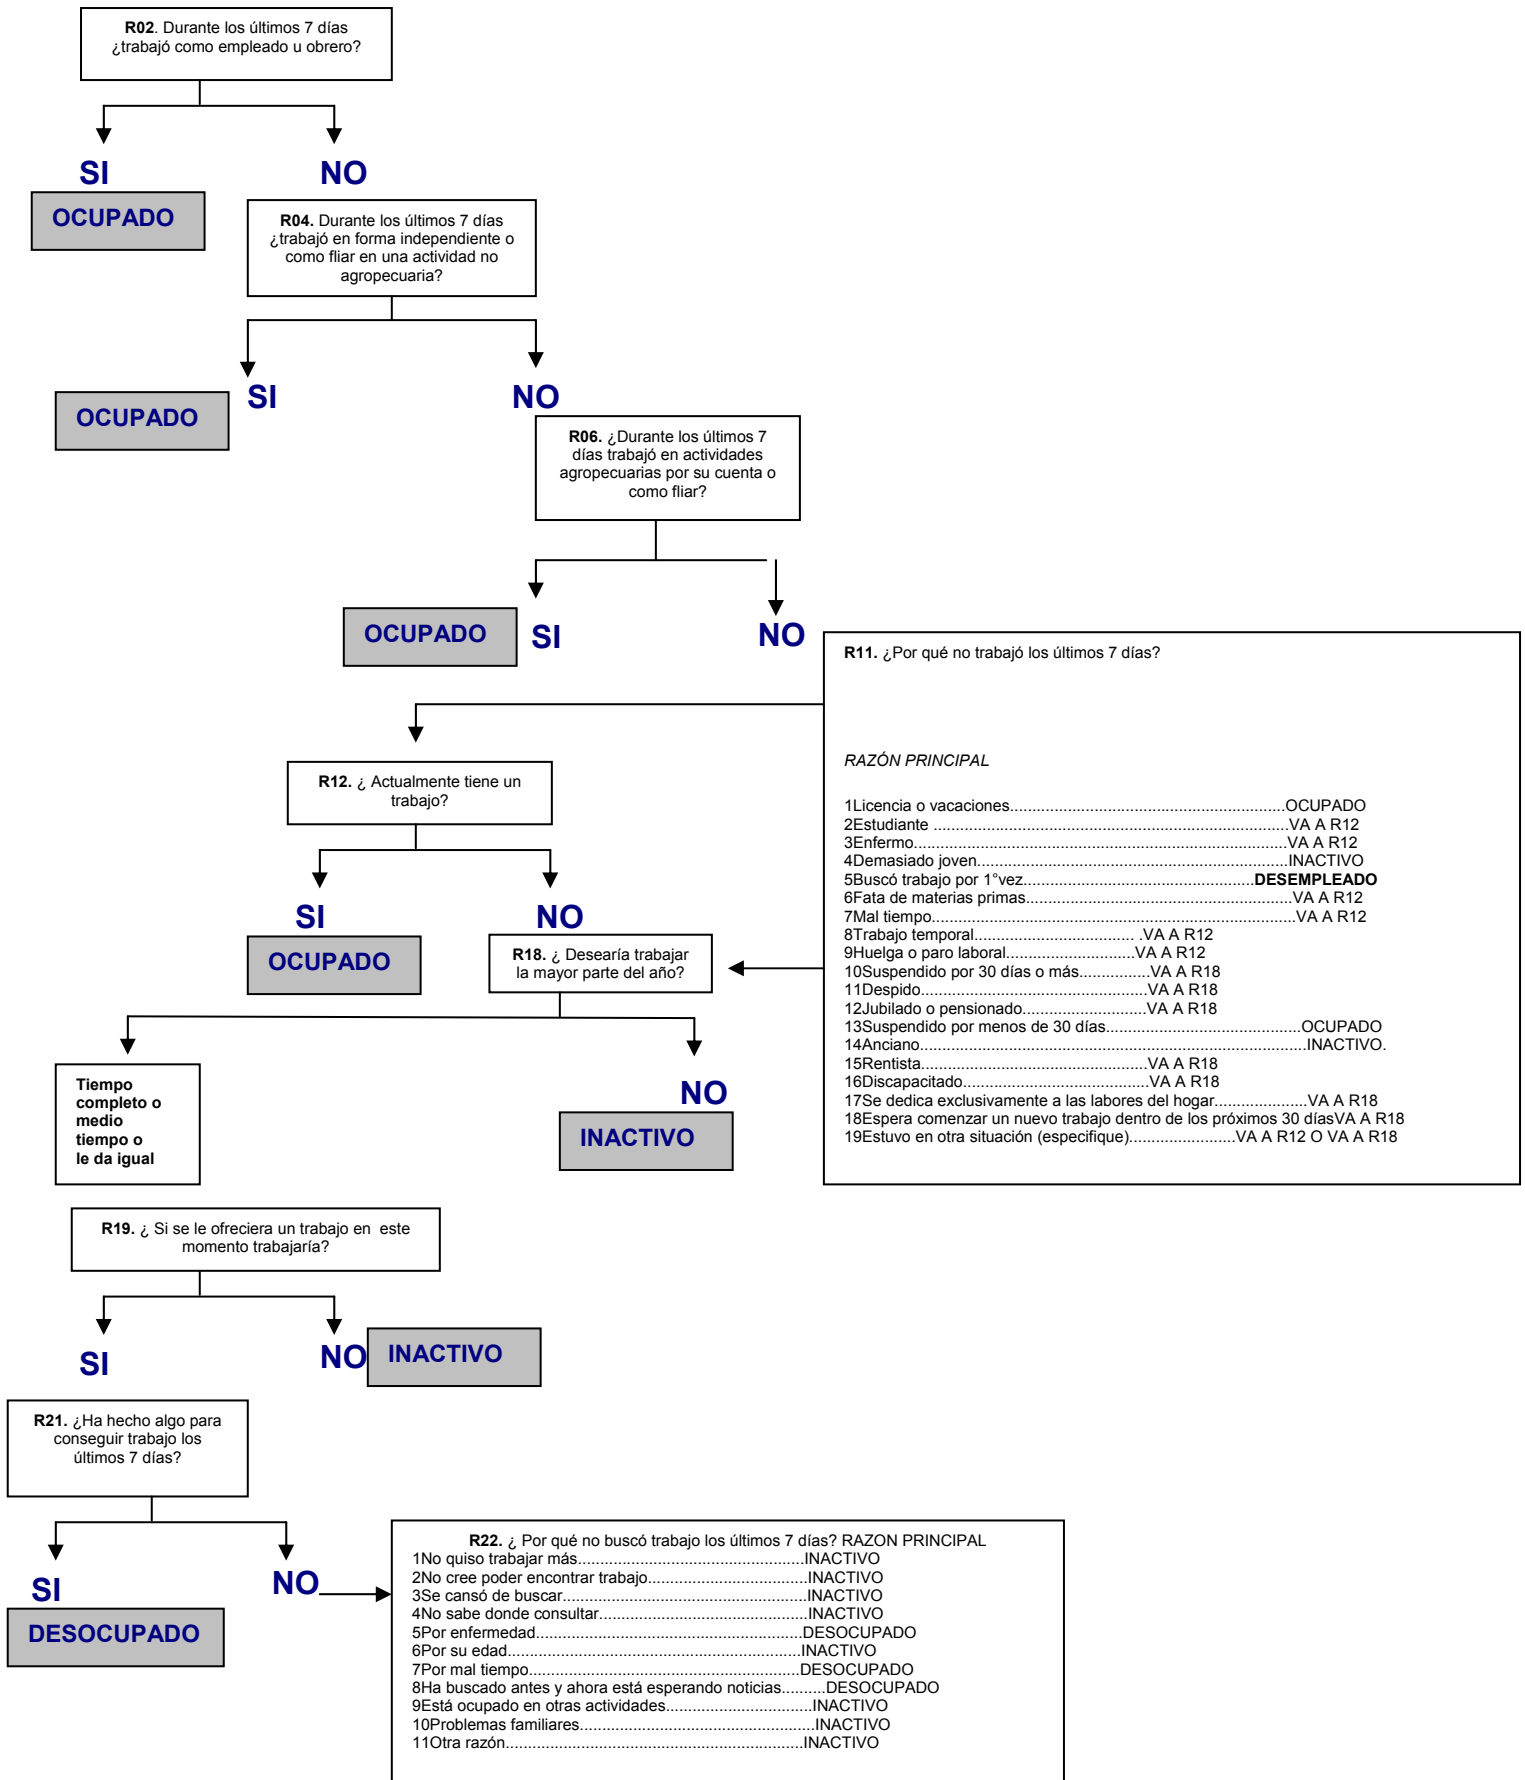 R02. Durante los últimos 7 días
¿trabajó como empleado u obrero?
SI
NO
OCUPADO
R04. Durante los últimos 7 días
¿trabajó en forma independiente o
como fliar en una actividad no
agropecuaria?
SI
NO
OCUPADO
R06. ¿Durante los últimos 7
días trabajó en actividades
agropecuarias por su cuenta o
como fliar?
OCUPADO
SI
NO
R11. ¿Por qué no trabajó los últimos 7 días?
RAZÓN PRINCIPAL
1Licencia o vacaciones..............................................................OCUPADO
2Estudiante ................................................................................VA A R12
3Enfermo....................................................................................VA A R12
4Demasiado joven......................................................................INACTIVO
5Buscó trabajo por 1°vez....................................................DESEMPLEADO
6Fata de materias primas............................................................VA A R12
7Mal tiempo.................................................................................VA A R12
8Trabajo temporal.................................... .VA A R12
9Huelga o paro laboral.............................VA A R12
10Suspendido por 30 días o más................VA A R18
11Despido...................................................VA A R18
12Jubilado o pensionado............................VA A R18
13Suspendido por menos de 30 días............................................OCUPADO
14Anciano.......................................................................................INACTIVO.
15Rentista...................................................VA A R18
16Discapacitado..........................................VA A R18
17Se dedica exclusivamente a las labores del hogar.....................VA A R18
18Espera comenzar un nuevo trabajo dentro de los próximos 30 díasVA A R18
19Estuvo en otra situación (especifique)........................VA A R12 O VA A R18
R12. ¿ Actualmente tiene un
trabajo?
SI
NO
OCUPADO
R18. ¿ Desearía trabajar
la mayor parte del año?
Tiempo
completo o
medio
tiempo o
le da igual
NO
INACTIVO
R19. ¿ Si se le ofreciera un trabajo en este
momento trabajaría?
SI
NO
INACTIVO
R21. ¿Ha hecho algo para
conseguir trabajo los
últimos 7 días?
SI
NO
DESOCUPADO
R22. ¿ Por qué no buscó trabajo los últimos 7 días? RAZON PRINCIPAL
1No quiso trabajar más...................................................INACTIVO
2No cree poder encontrar trabajo....................................INACTIVO
3Se cansó de buscar.......................................................INACTIVO
4No sabe donde consultar...............................................INACTIVO
5Por enfermedad............................................................DESOCUPADO
6Por su edad..................................................................INACTIVO
7Por mal tiempo.............................................................DESOCUPADO
8Ha buscado antes y ahora está esperando noticias..........DESOCUPADO
9Está ocupado en otras actividades.................................INACTIVO
10Problemas familiares.....................................................INACTIVO
11Otra razón...................................................................INACTIVO